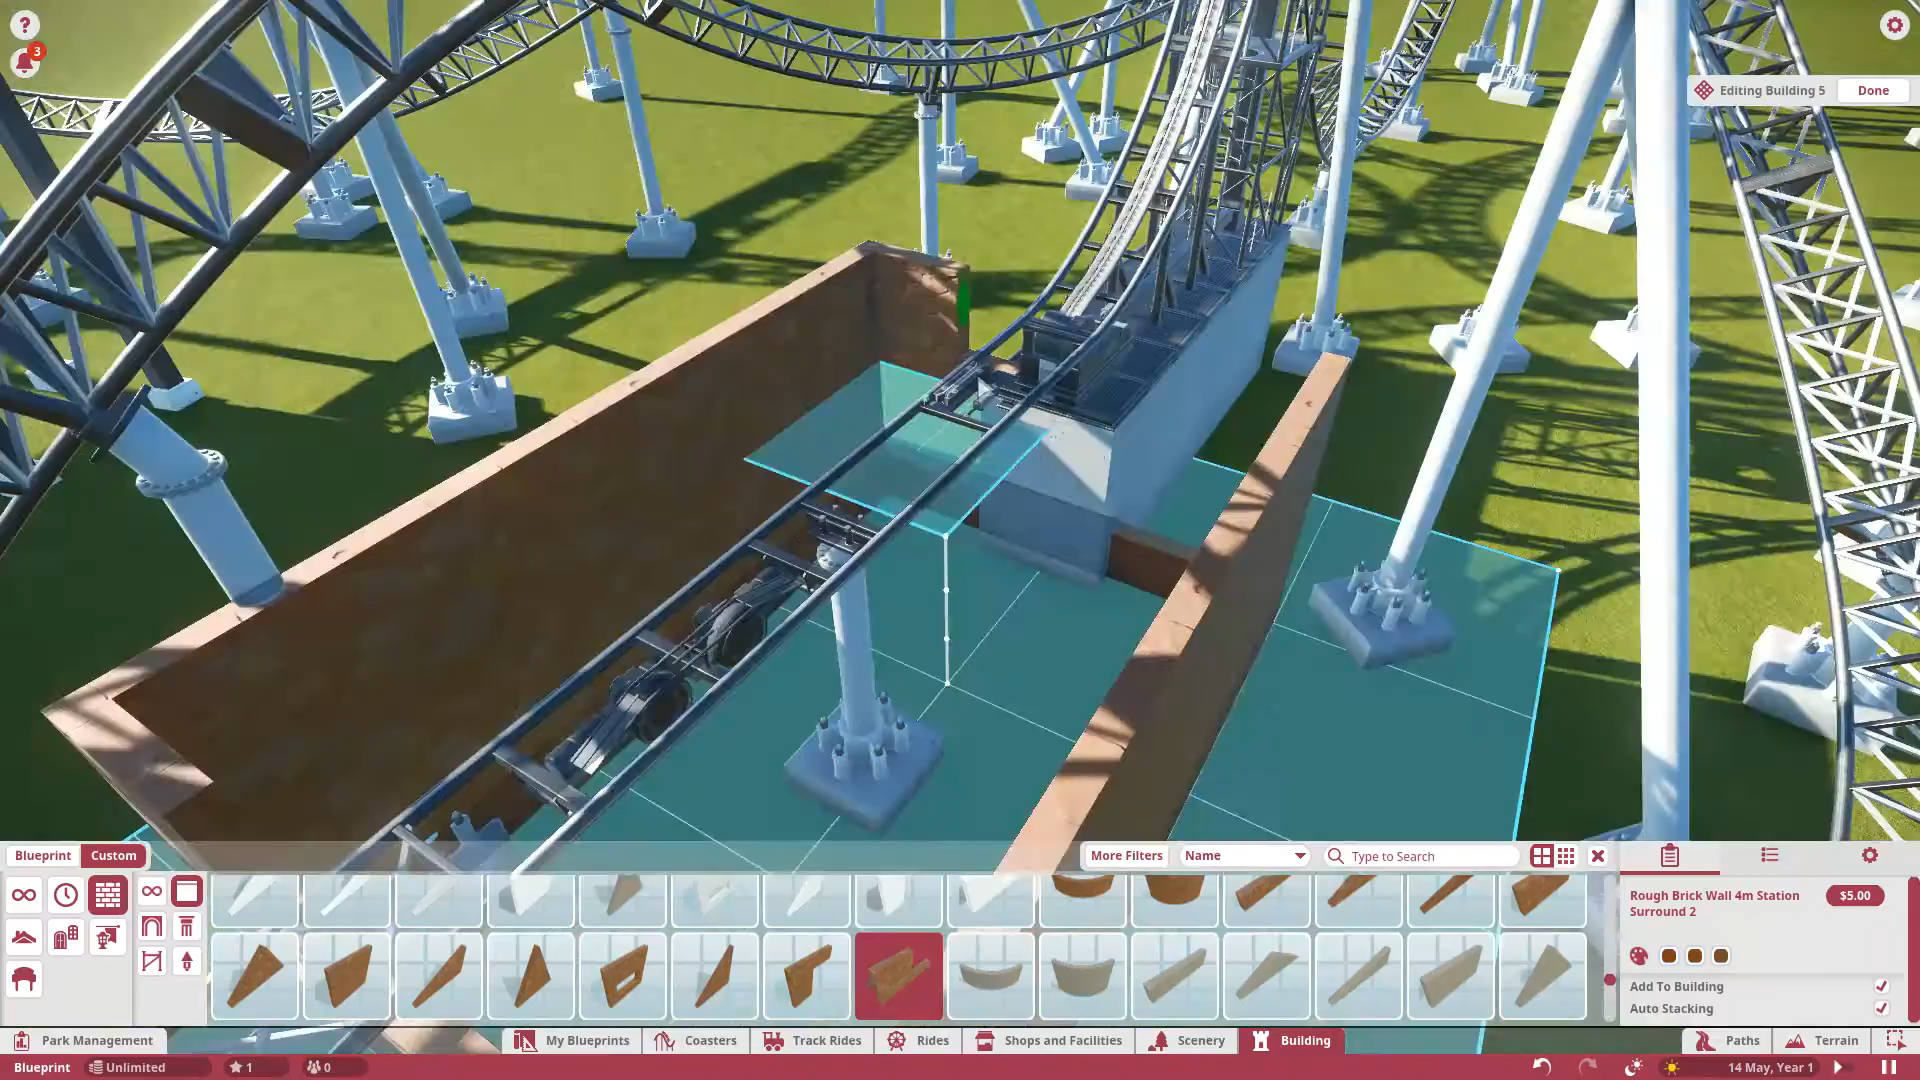 ?
3
Editing Building 5
Done
Blueprint
Custom
More Filters
Name
Type to Search
Rough Brick Wall 4m Station
Surround 2
$5.00
Add To Building
Auto Stacking
Park Management
My Blueprints
Coasters
Track Rides
Rides
Shops and Facilities
Scenery
Building
Paths
Terrain
Blueprint
Unlimited
1
0
14 May, Year 1